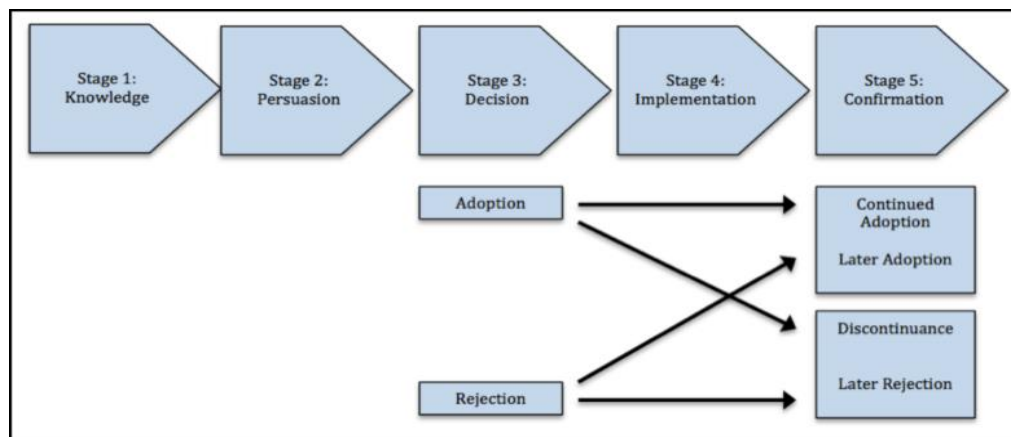 Stage 1:
Knowledge
Stage 2:
Persuasion
Stage 3:
Decision
Stage 4:
Implementation
Stage 5:
Confirmation
Adoption
Continued
Adoption
Later Adoption
Discontinuance
Later Rejection
Rejection